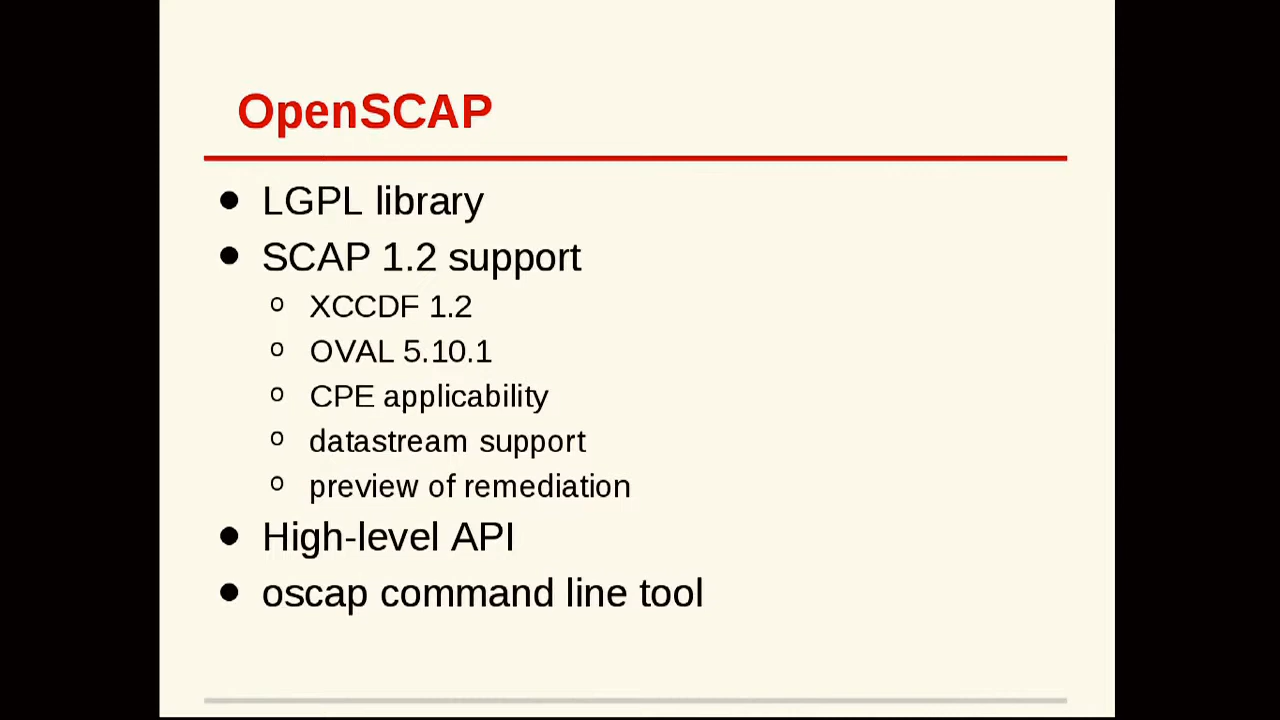 OpenSCAP
● LGPL library
● SCAP 1.2 support
o XCCDF 1.2
o OVAL 5.10.1
o CPE applicability
o datastream support
o preview of remediation
● High-level API
● oscap command line tool